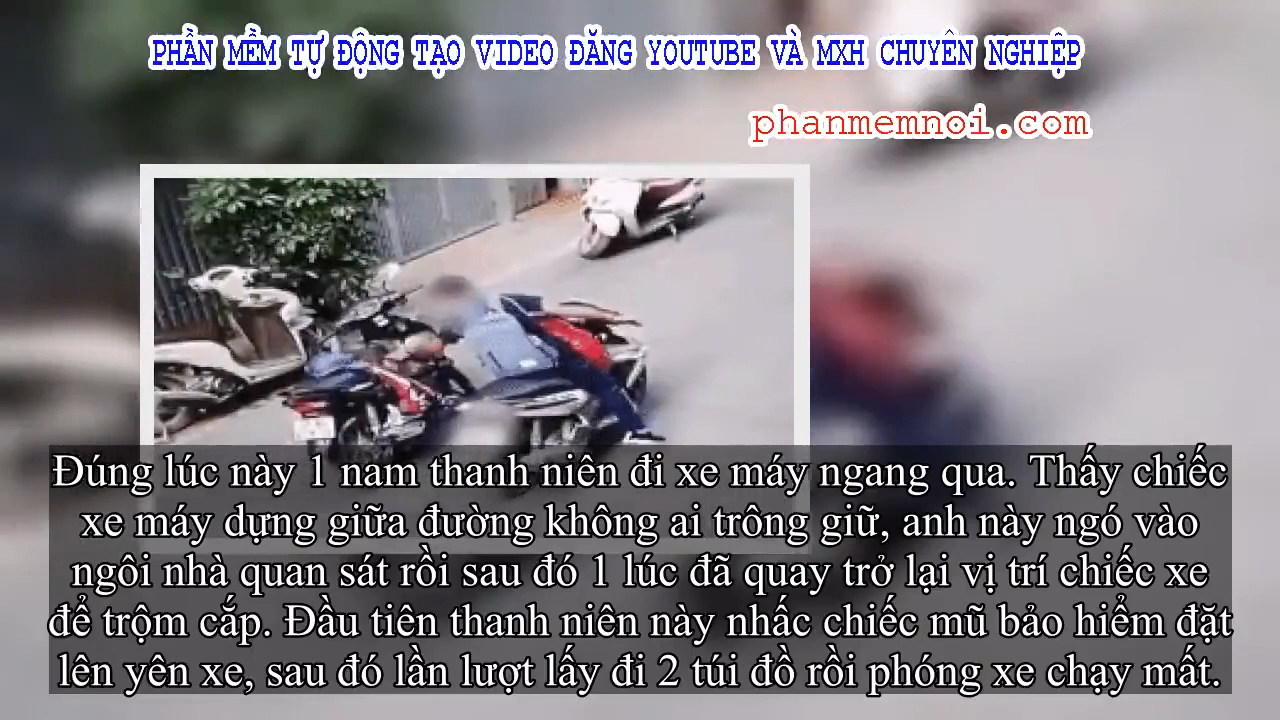 PHẦN MỀM TỰ ĐỘNG TẠO VIDEO ĐĂNG YOUTUBE VÀ MXH CHUYÊN NGHIỆP
phanmemnoi.com
Đúng lúc này 1 nam thanh niên đi xe máy ngang qua. Thấy chiếc
xe máy dựng giữa đường không ai trông giữ, anh này ngó vào
ngôi nhà quan sát rồi sau đó 1 lúc đã quay trở lại vị trí chiếc xe
để trộm cắp. Đầu tiên thanh niên này nhấc chiếc mũ bảo hiểm đặt
lên yên xe, sau đó lần lượt lấy đi 2 túi đồ rồi phóng xe chạy mất.